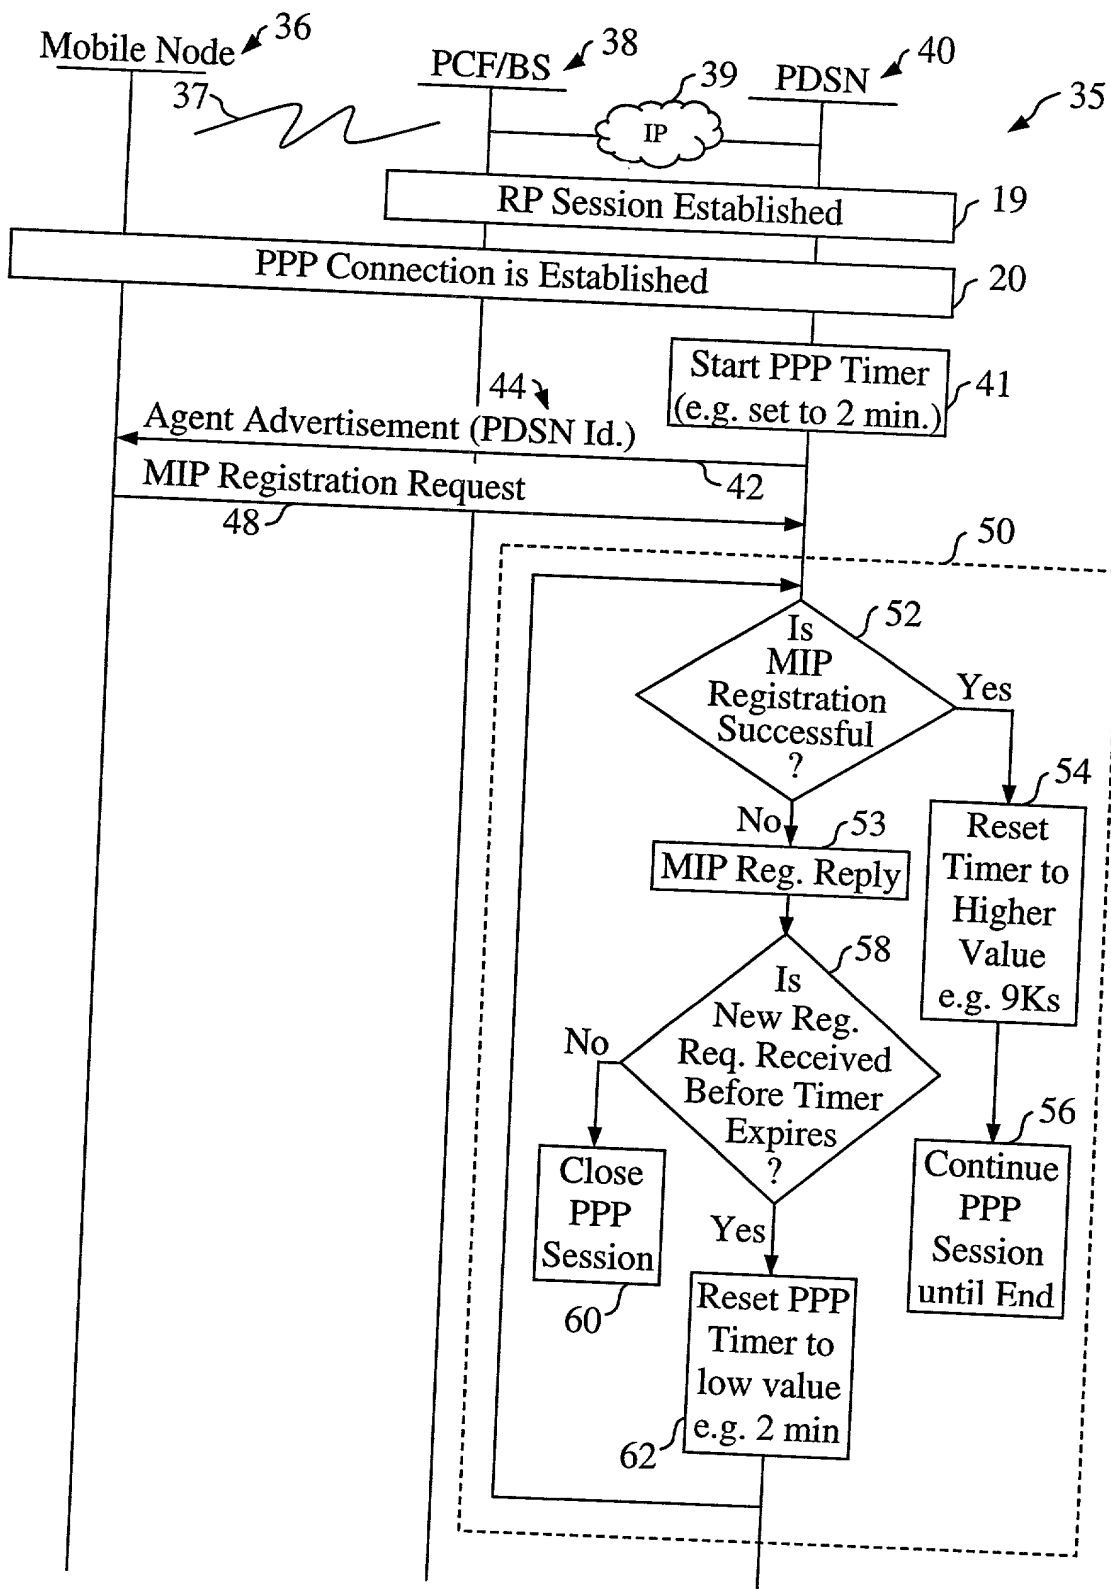 Mobile Node
36
PCF/BS
38
PDSN
40
37
39
IP
35
RP Session Established
19
PPP Connection is Established
20
Start PPP Timer
(e.g. set to 2 min.)
41
44
Agent Advertisement (PDSN Id.)
42
MIP Registration Request
48
50
Is
MIP
Registration
Successful
?
52
Yes
No
53
MIP Reg. Reply
54
Reset
Timer to
Higher
Value
e.g. 9Ks
58
Is
New Reg.
Req. Received
Before Timer
Expires
?
No
Yes
56
Continue
PPP
Session
until End
Close
PPP
Session
60
Reset PPP
Timer to
low value
e.g. 2 min
62